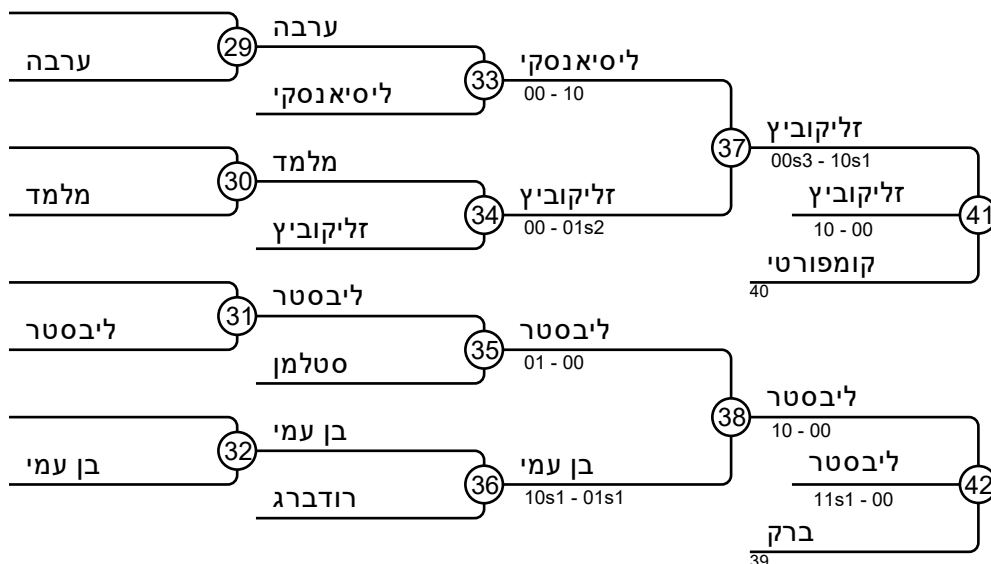 ערבה
29
ערבה
ליסיאנסקי
33
ליסיאנסקי
00 - 10
מלמד
30
מלמד
זליקוביץ
34
זליקוביץ
00 - 01s2
37
זליקוביץ
00s3 - 10s1
זליקוביץ
10 - 00
41
קומפורטי
40
ליבסטר
31
ליבסטר
סטלמן
35
ליבסטר
01 - 00
בן עמי
32
בן עמי
רודברג
36
בן עמי
10s1 - 01s1
38
ליבסטר
10 - 00
ליבסטר
11s1 - 00
42
ברק
39